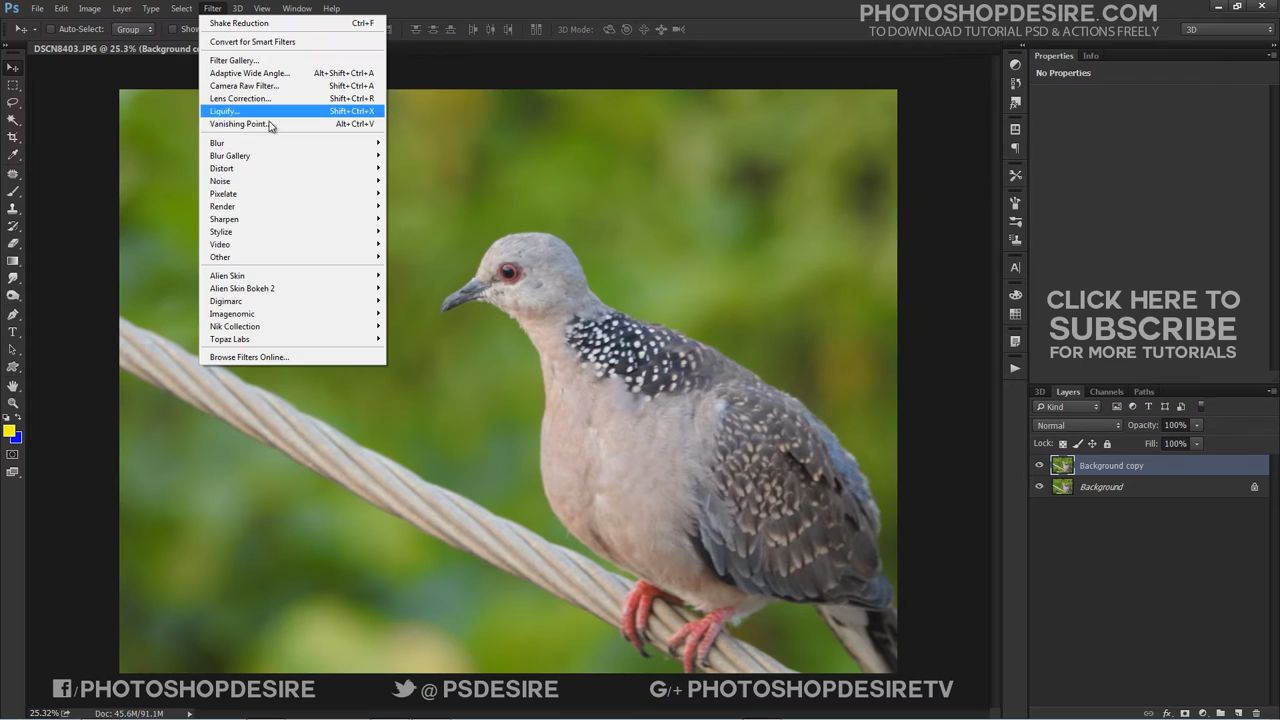 Ps File Edit Image Layer Type Select Filter 3D View Window Help
PHOTOSHOPDESIRE.COM
TO DOWNLOAD TUTORIAL PSD & ACTIONS FREELY
Auto-Select: Group Show
3D Mode:
3D
DSCN8403.JPG @ 25.3% (Background c
Shake Reduction Ctrl+F
Convert for Smart Filters
Filter Gallery...
Adaptive Wide Angle... Alt+Shift+Ctrl+A
Camera Raw Filter... Shift+Ctrl+A
Lens Correction... Shift+Ctrl+R
Liquify... Shift+Ctrl+X
Vanishing Point... Alt+Ctrl+V
Blur
Blur Gallery
Distort
Noise
Pixelate
Render
Sharpen
Stylize
Video
Other
Alien Skin
Alien Skin Bokeh 2
Digimarc
Imagenomic
Nik Collection
Topaz Labs
Browse Filters Online...
Properties Info
No Properties
CLICK HERE TO
SUBSCRIBE
FOR MORE TUTORIALS
3D Layers Channels Paths
Kind
Normal Opacity: 100%
Lock: Fill: 100%
Background copy
Background
f/PHOTOSHOPDESIRE @ PSDESIRE G+/ PHOTOSHOPDESIRETV
25.32% Doc: 45.6M/91.1M